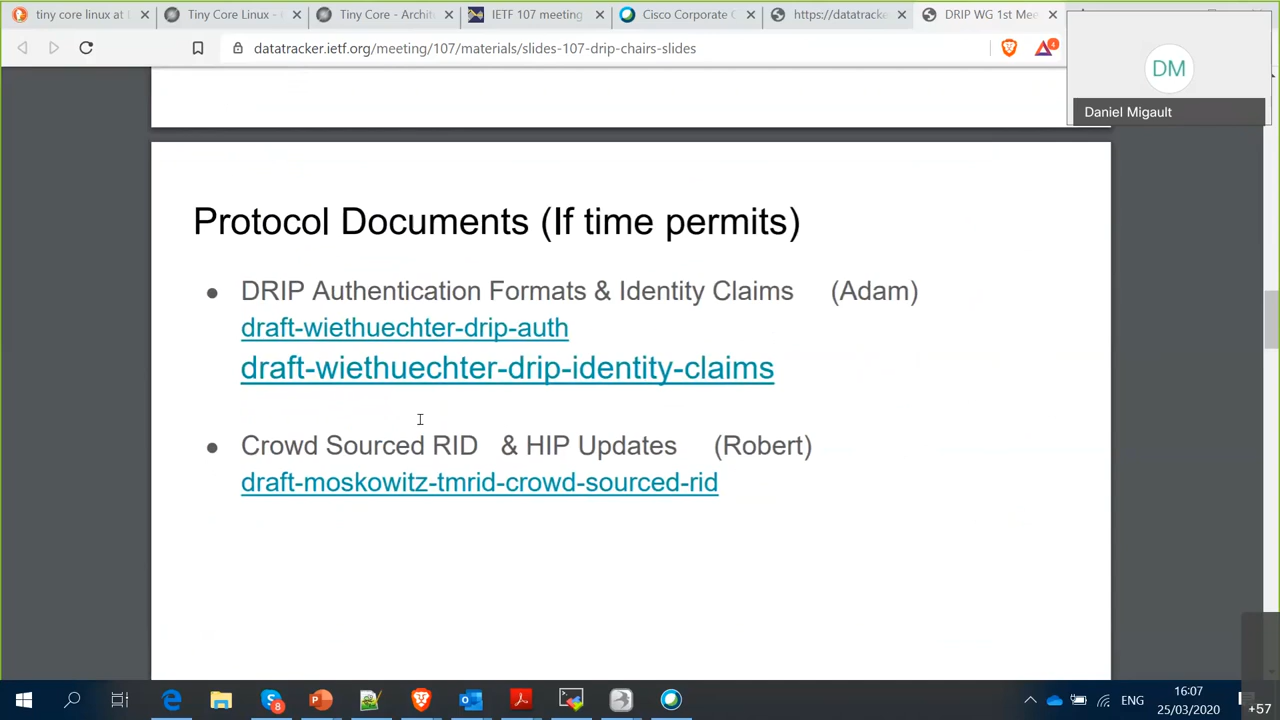 tiny core linux at
Tiny Core Linux -
Tiny Core - Archit
IETF 107 meeting
Cisco Corporate
https://datatracke
DRIP WG 1st Mee
datatracker.ietf.org/meeting/107/materials/slides-107-drip-chairs-slides
4
DM
Daniel Migault
Protocol Documents (If time permits)
DRIP Authentication Formats & Identity Claims (Adam)
draft-wiethuechter-drip-auth
draft-wiethuechter-drip-identity-claims
Crowd Sourced RID & HIP Updates (Robert)
draft-moskowitz-tmrid-crowd-sourced-rid
8
ENG
16:07
25/03/2020
+57